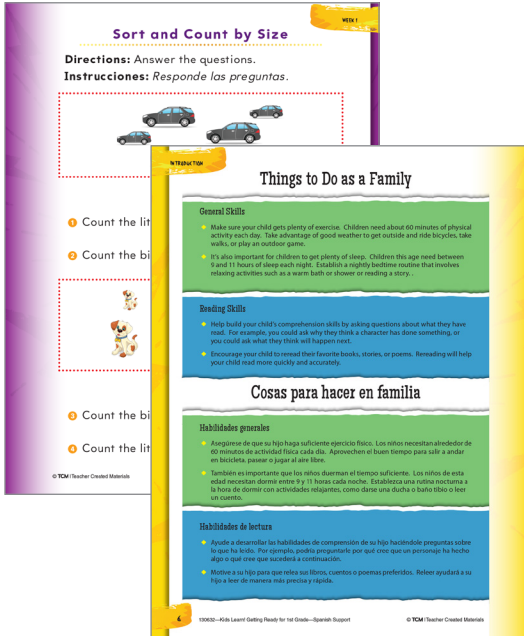 WEEK 1
Sort and Count by Size
Directions: Answer the questions.
Instrucciones: Responde las preguntas.
1 Count the lit
2 Count the bi
3 Count the bi
4 Count the lit
© TCM | Teacher Created Materials
INTRODUCTION
Things to Do as a Family
General Skills
Make sure your child gets plenty of exercise. Children need about 60 minutes of physical
activity each day. Take advantage of good weather to get outside and ride bicycles, take
walks, or play an outdoor game.
It's also important for children to get plenty of sleep. Children this age need between
9 and 11 hours of sleep each night. Establish a nightly bedtime routine that involves
relaxing activities such as a warm bath or shower or reading a story. .
Reading Skills
Help build your child's comprehension skills by asking questions about what they have
read. For example, you could ask why they think a character has done something, or
you could ask what they think will happen next.
Encourage your child to reread their favorite books, stories, or poems. Rereading will help
your child read more quickly and accurately.
Cosas para hacer en familia
Habilidades generales
Asegúrese de que su hijo haga suficiente ejercicio físico. Los niños necesitan alrededor de
60 minutos de actividad física cada día. Aprovechen el buen tiempo para salir a andar
en bicicleta, pasear o jugar al aire libre.
También es importante que los niños duerman el tiempo suficiente. Los niños de esta
edad necesitan dormir entre 9 y 11 horas cada noche. Establezca una rutina nocturna a
la hora de dormir con actividades relajantes, como darse una ducha o baño tibio o leer
un cuento.
Habilidades de lectura
Ayude a desarrollar las habilidades de comprensión de su hijo haciéndole preguntas sobre
lo que ha leído. Por ejemplo, podría preguntarle por qué cree que un personaje ha hecho
algo o qué cree que sucederá a continuación.
Motive a su hijo para que relea sus libros, cuentos o poemas preferidos. Releer ayudará a su
hijo a leer de manera más precisa y rápida.
6
130632—Kids Learn! Getting Ready for 1st Grade—Spanish Support
© TCM | Teacher Created Materials